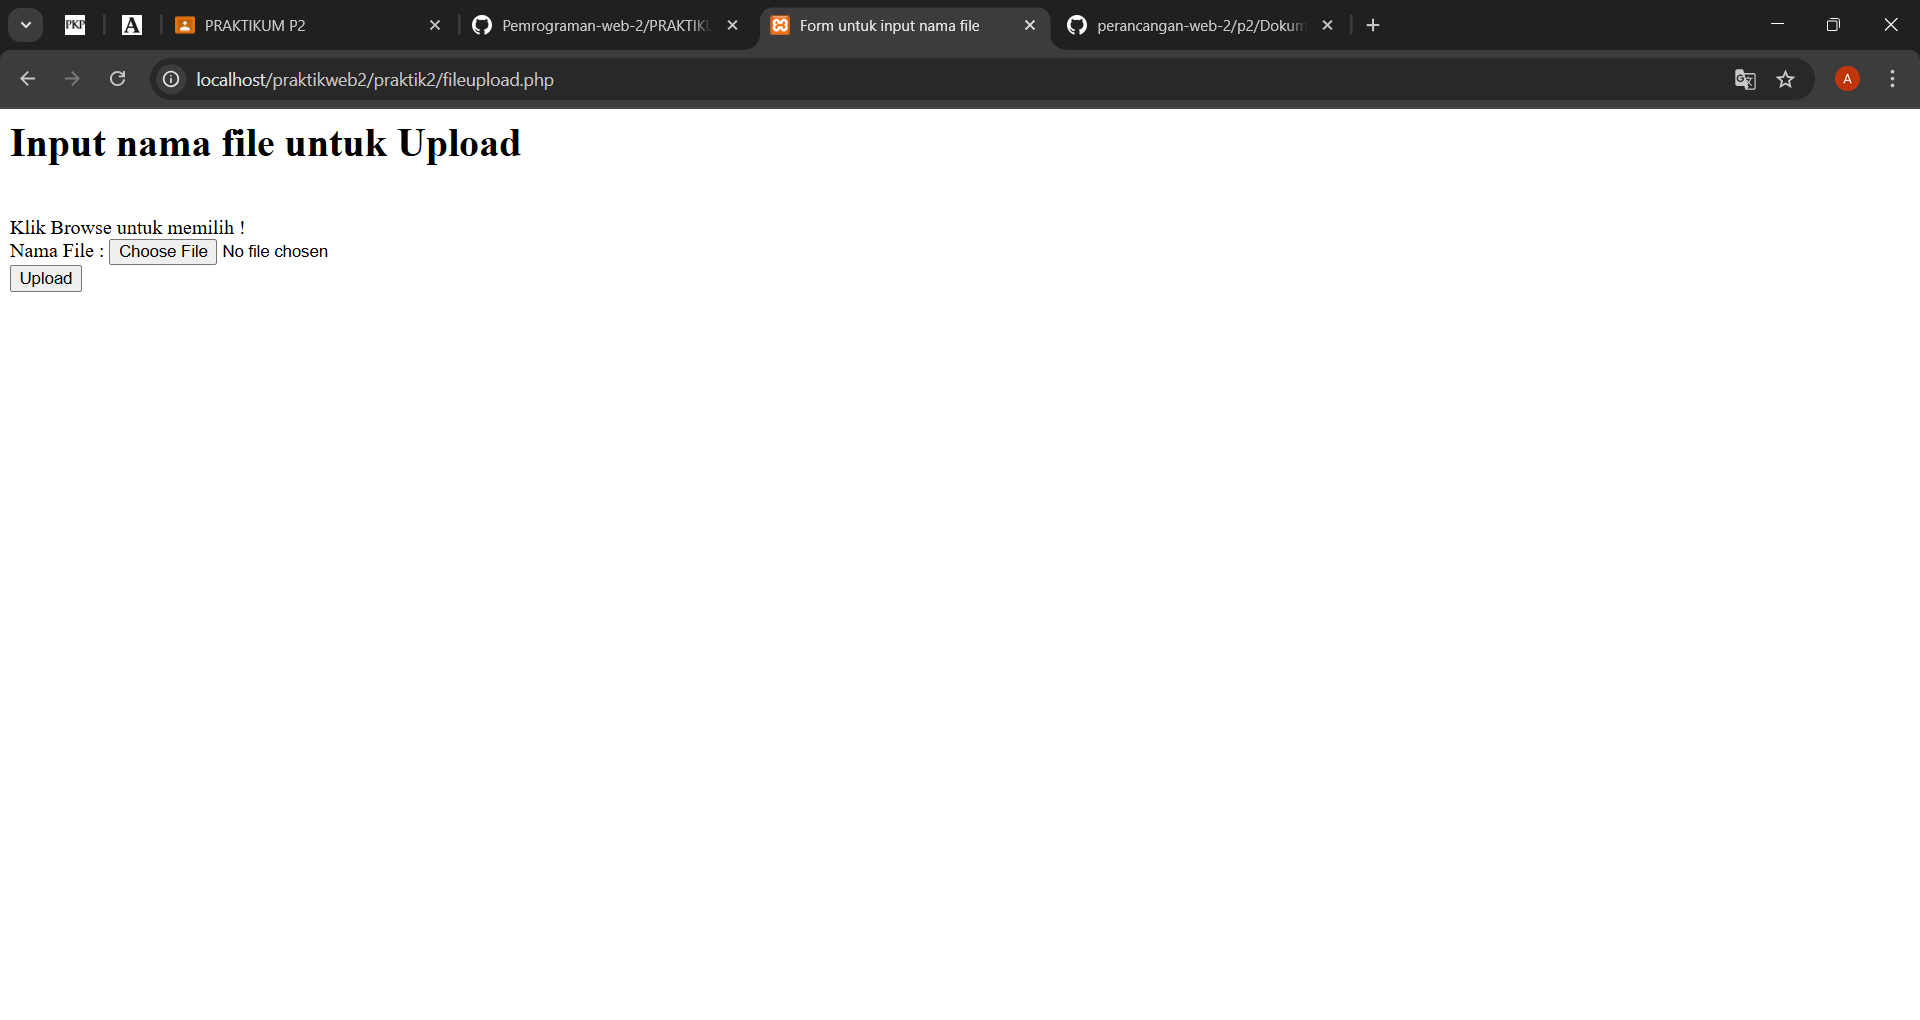 PKP
A
PRAKTIKUM P2
Pemrograman-web-2/PRAKTIK
Form untuk input nama file
perancangan-web-2/p2/Dokum
localhost/praktikweb2/praktik2/fileupload.php
A
Input nama file untuk Upload
Klik Browse untuk memilih !
Nama File : Choose File No file chosen
Upload